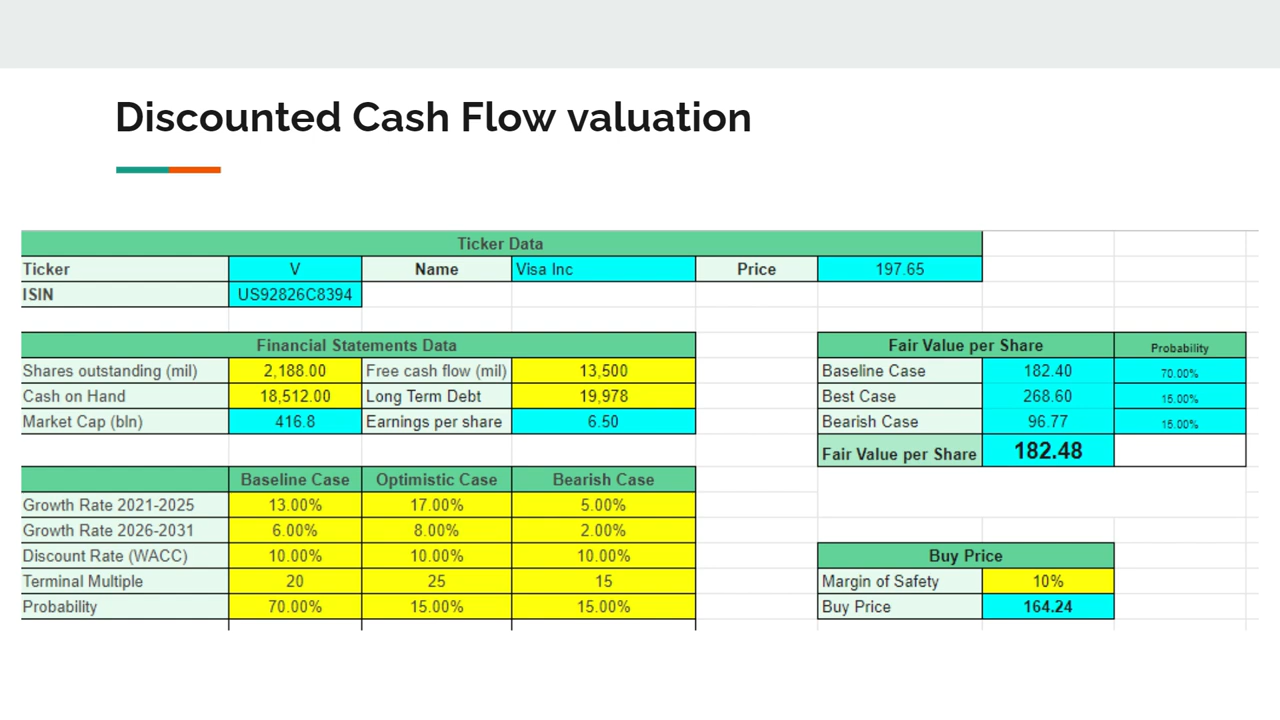 Discounted Cash Flow valuation
Ticker Data
Ticker V Name Visa Inc Price 197.65
ISIN US92826C8394
Financial Statements Data Fair Value per Share Probability
Shares outstanding (mil) 2,188.00 Free cash flow (mil) 13,500 Baseline Case 182.40 70.00%
Cash on Hand 18,512.00 Long Term Debt 19,978 Best Case 268.60 15.00%
Market Cap (bln) 416.8 Earnings per share 6.50 Bearish Case 96.77 15.00%
Fair Value per Share 182.48
Baseline Case Optimistic Case Bearish Case
Growth Rate 2021-2025 13.00% 17.00% 5.00%
Growth Rate 2026-2031 6.00% 8.00% 2.00%
Discount Rate (WACC) 10.00% 10.00% 10.00% Buy Price
Terminal Multiple 20 25 15 Margin of Safety 10%
Probability 70.00% 15.00% 15.00% Buy Price 164.24